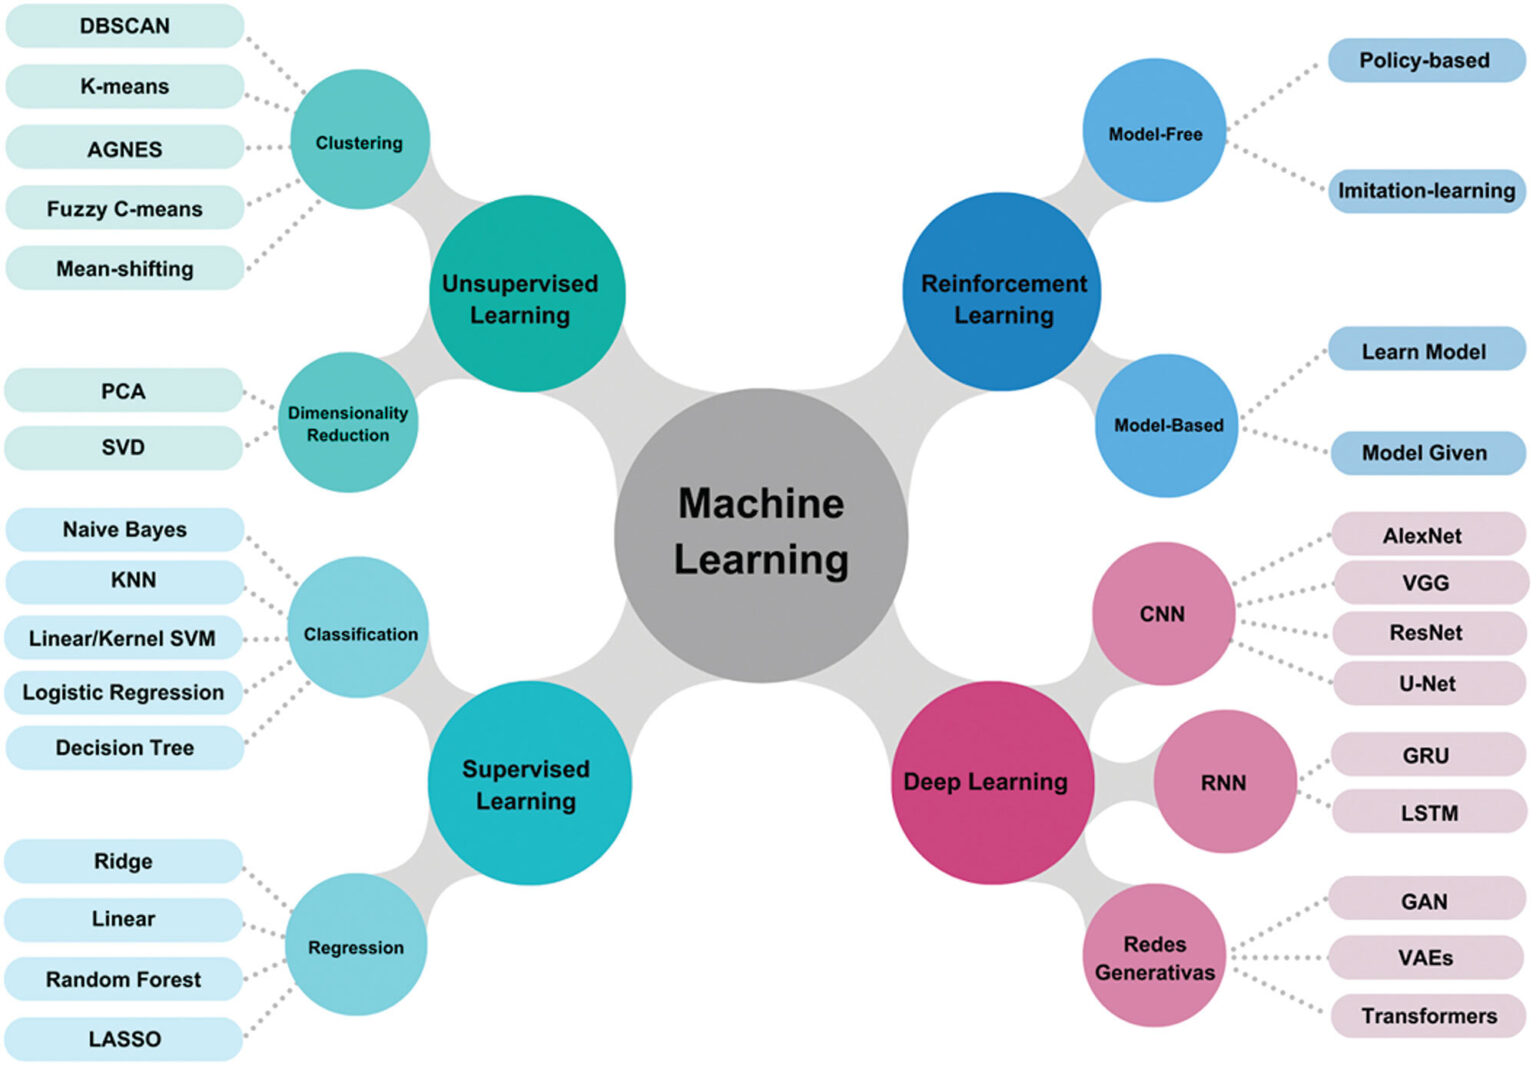 DBSCAN
K-means
AGNES
Fuzzy C-means
Mean-shifting
Clustering
Unsupervised
Learning
PCA
SVD
Dimensionality
Reduction
Naive Bayes
KNN
Linear/Kernel SVM
Logistic Regression
Decision Tree
Classification
Supervised
Learning
Ridge
Linear
Random Forest
LASSO
Regression
Machine
Learning
Policy-based
Imitation-learning
Model-Free
Reinforcement
Learning
Learn Model
Model Given
Model-Based
AlexNet
VGG
ResNet
U-Net
CNN
Deep Learning
RNN
GRU
LSTM
Redes
Generativas
GAN
VAEs
Transformers